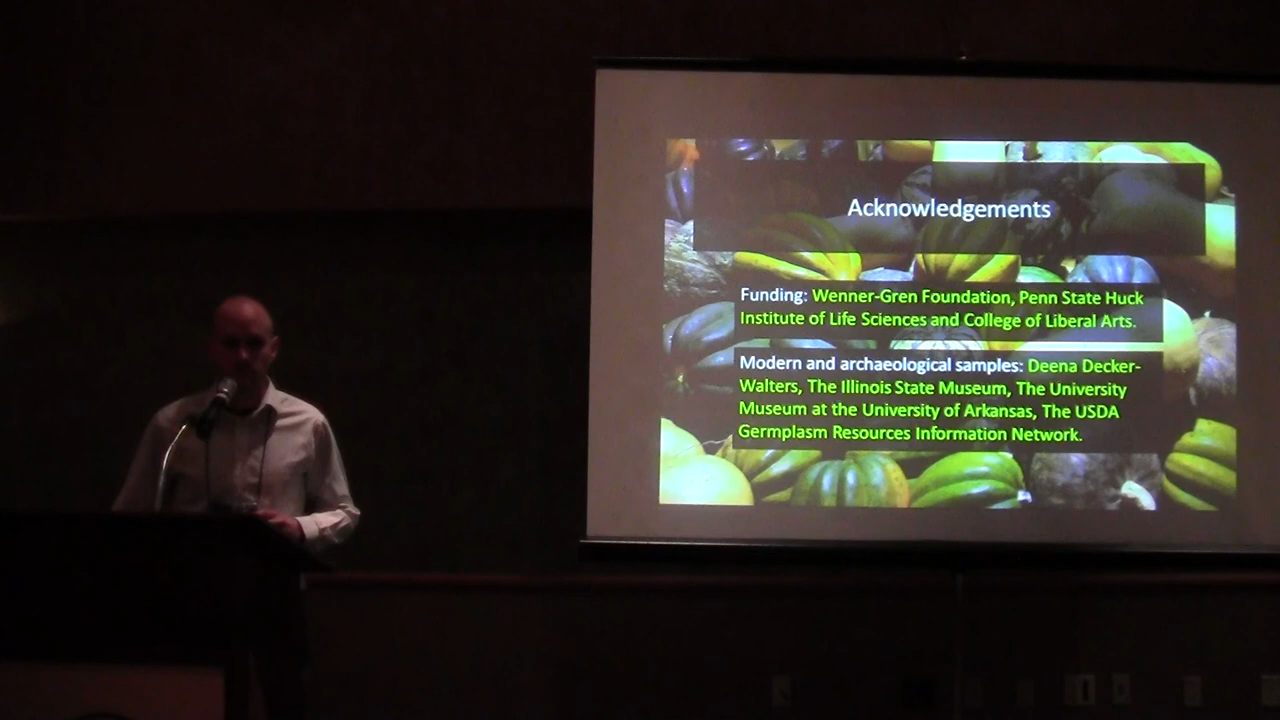 Acknowledgements
Funding: Wenner-Gren Foundation, Penn State Huck
Institute of Life Sciences and College of Liberal Arts.
Modern and archaeological samples: Deena Decker-
Walters, The Illinois State Museum, The University
Museum at the University of Arkansas, The USDA
Germplasm Resources Information Network.